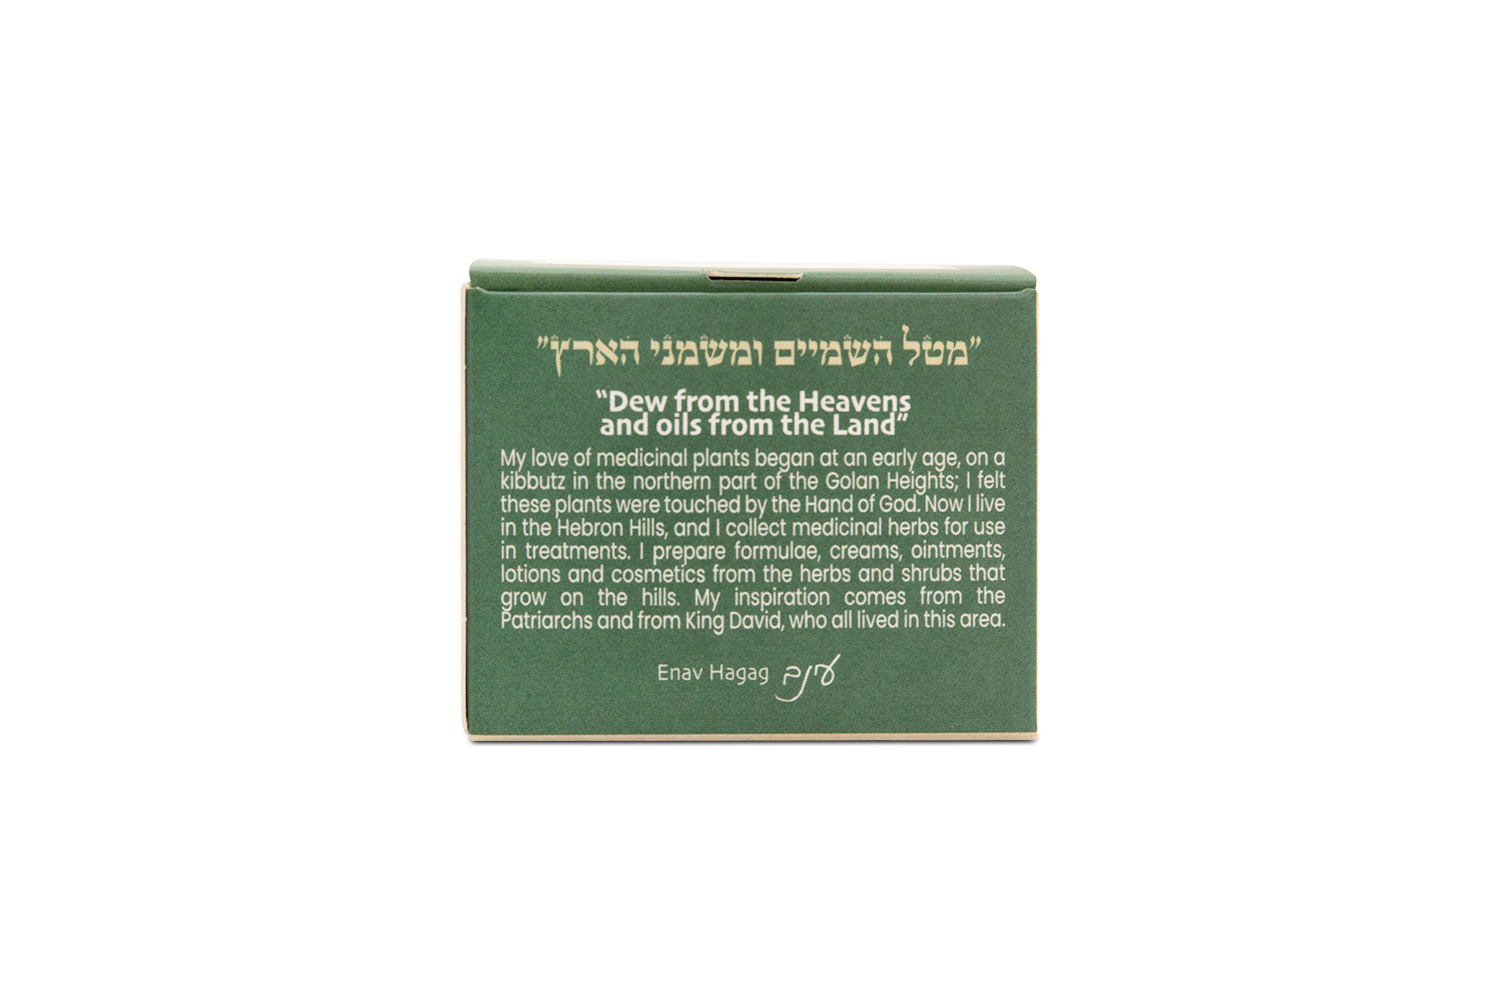 "מטל השמיים ומשמני הארץ"
"Dew from the Heavens
and oils from the Land"
My love of medicinal plants began at an early age, on a
kibbutz in the northern part of the Golan Heights; I felt
these plants were touched by the Hand of God. Now I live
in the Hebron Hills, and I collect medicinal herbs for use
in treatments. I prepare formulae, creams, ointments,
lotions and cosmetics from the herbs and shrubs that
grow on the hills. My inspiration comes from the
Patriarchs and from King David, who all lived in this area.
Enav Hagag עינב